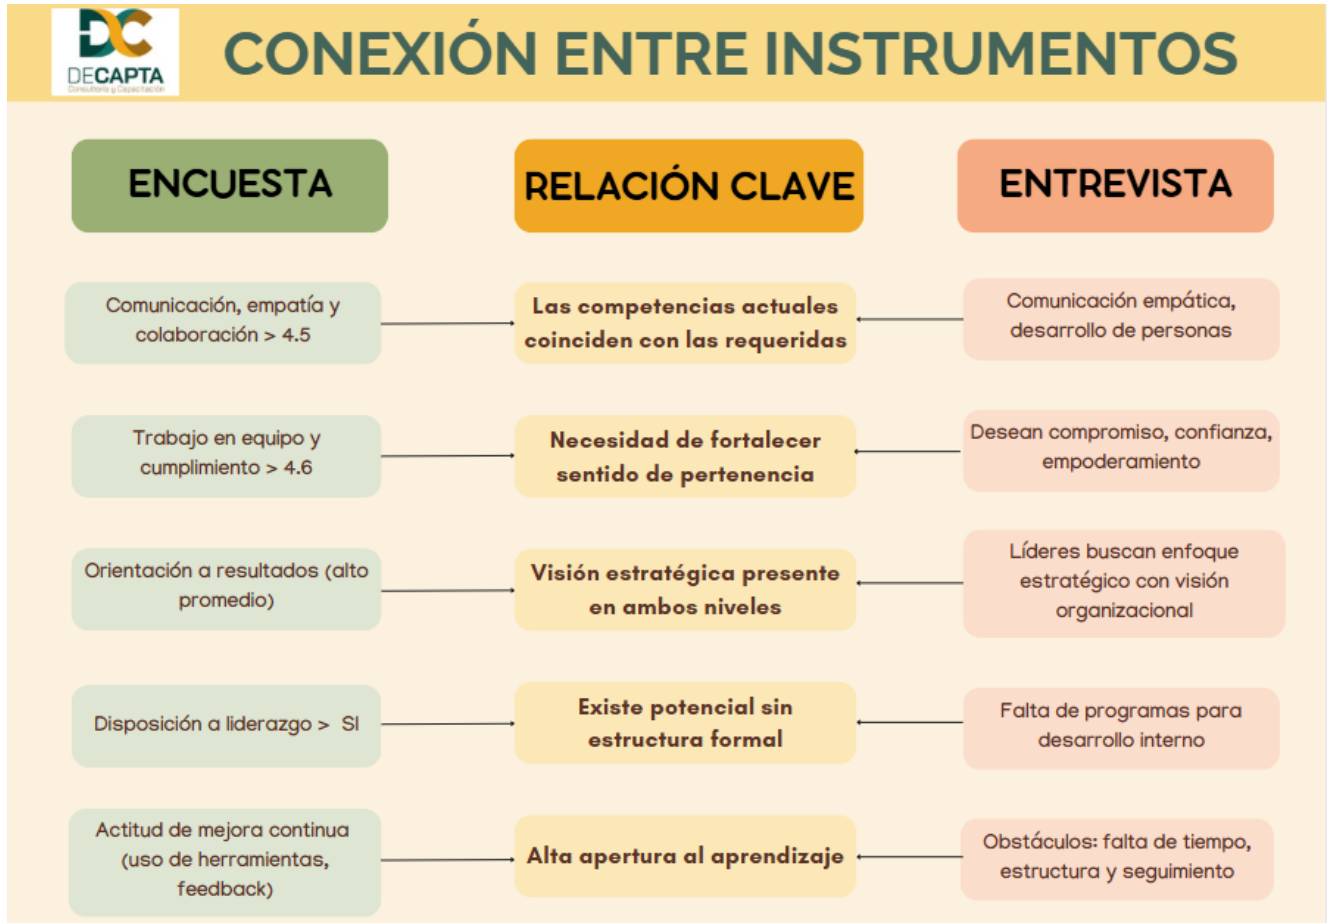 DC
DECAPTA
Consultoría y Capacitación
CONEXIÓN ENTRE INSTRUMENTOS
ENCUESTA
RELACIÓN CLAVE
ENTREVISTA
Comunicación, empatía y
colaboración > 4.5
Las competencias actuales
coinciden con las requeridas
Comunicación empática,
desarrollo de personas
Trabajo en equipo y
cumplimiento > 4.6
Necesidad de fortalecer
sentido de pertenencia
Desean compromiso, confianza,
empoderamiento
Orientación a resultados (alto
promedio)
Visión estratégica presente
en ambos niveles
Líderes buscan enfoque
estratégico con visión
organizacional
Disposición a liderazgo > SI
Existe potencial sin
estructura formal
Falta de programas para
desarrollo interno
Actitud de mejora continua
(uso de herramientas,
feedback)
Alta apertura al aprendizaje
Obstáculos: falta de tiempo,
estructura y seguimiento